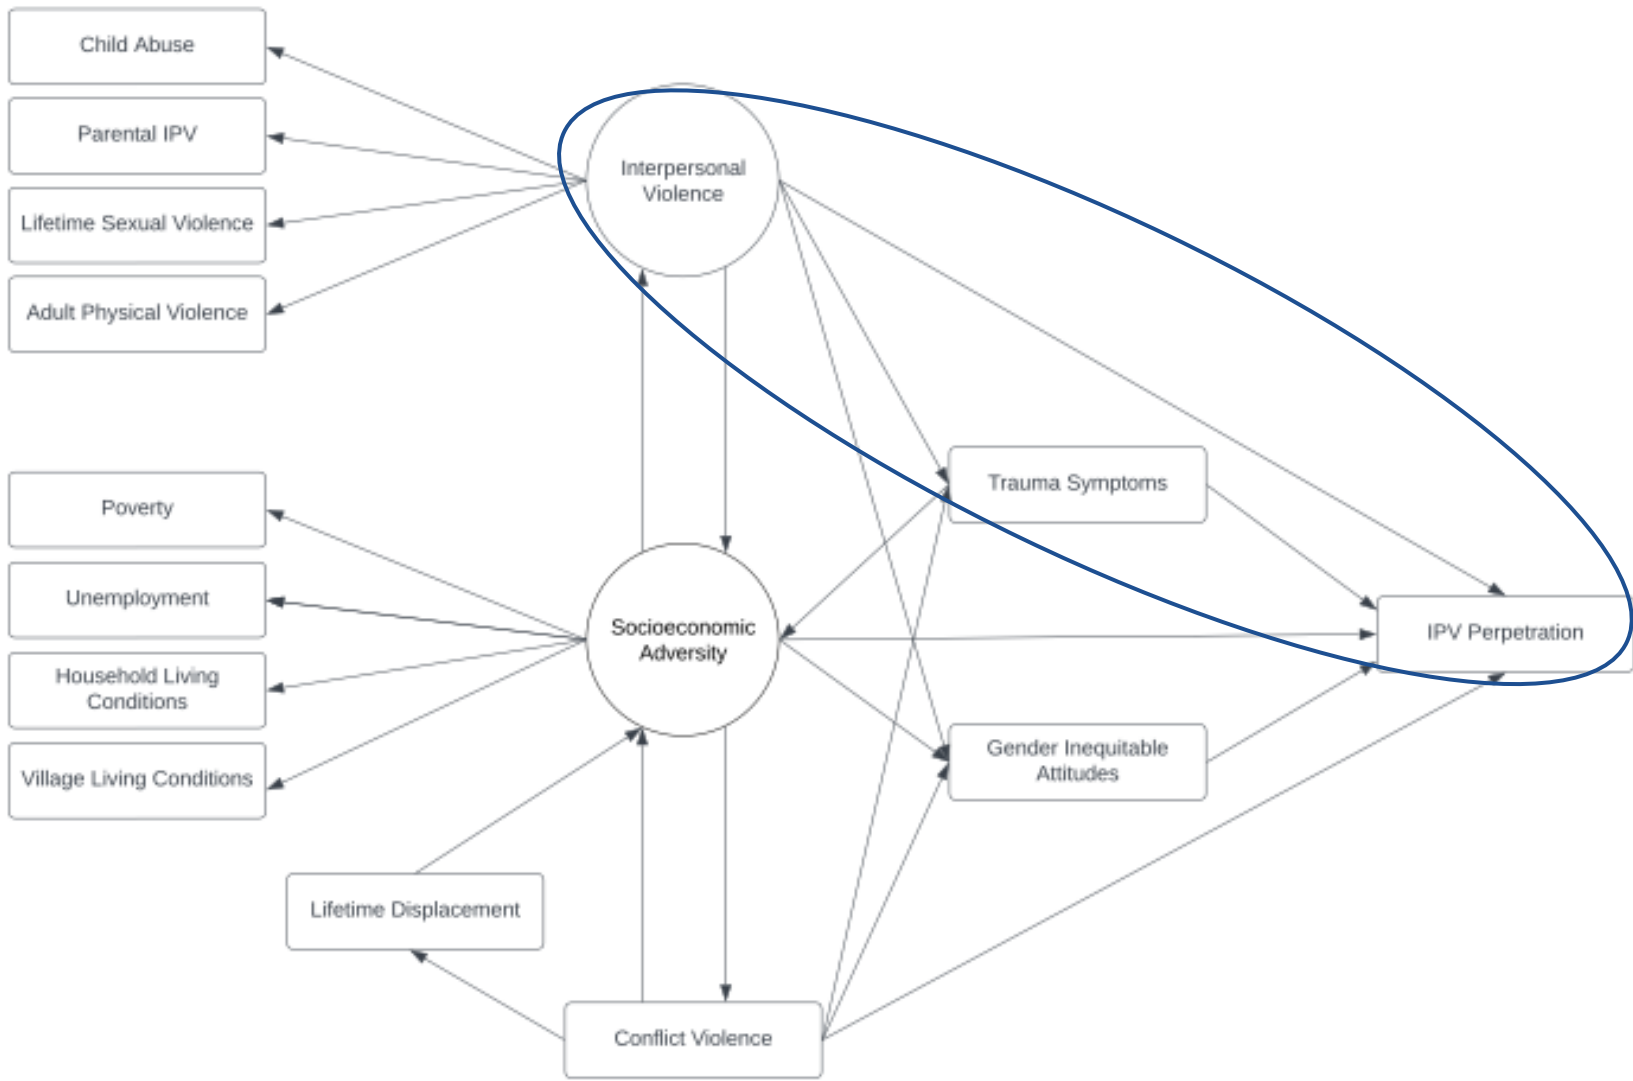 Child Abuse
Parental IPV
Lifetime Sexual Violence
Adult Physical Violence
Interpersonal
Violence
Trauma Symptoms
IPV Perpetration
Poverty
Unemployment
Household Living
Conditions
Village Living Conditions
Socioeconomic
Adversity
Gender Inequitable
Attitudes
Lifetime Displacement
Conflict Violence